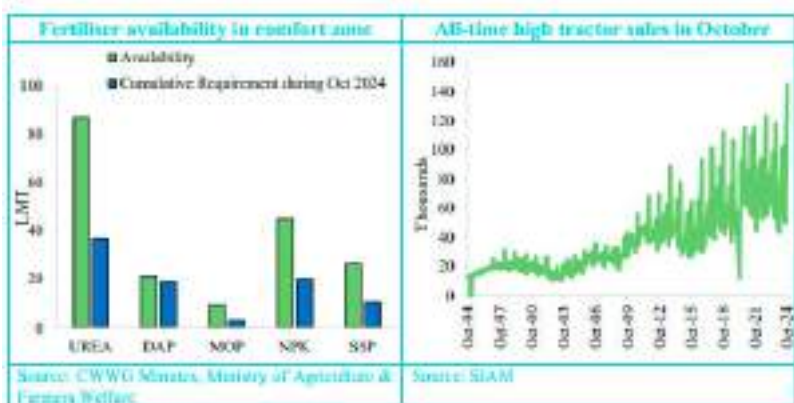 Fertiliser availability in comfort zone
Availability
Cumulative Requirement during Oct 2024
LMT
100
80
60
40
20
0
UREA DAP MOP NPK SSP
Source: CWWG Minutes, Ministry of Agriculture &
Farmers Welfare
All-time high tractor sales in October
Thousands
160
140
120
100
80
60
40
20
0
Oct-94 Oct-97 Oct-00 Oct-03 Oct-06 Oct-09 Oct-12 Oct-15 Oct-18 Oct-21 Oct-24
Source: SIAM